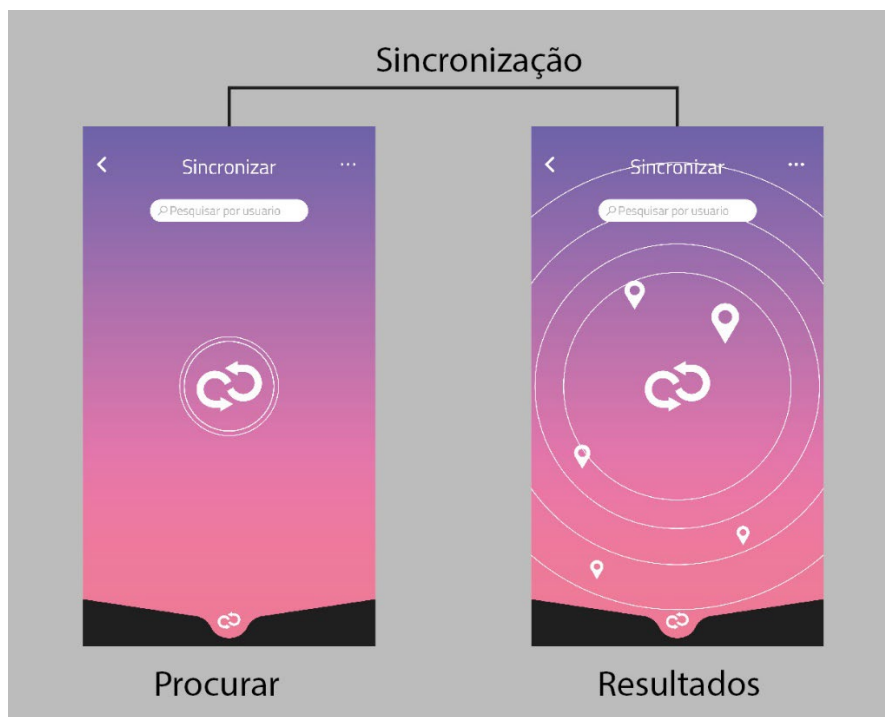 Sincronização
Sincronizar
Pesquisar por usuario
Sincronizar
Pesquisar por usuario
Procurar
Resultados